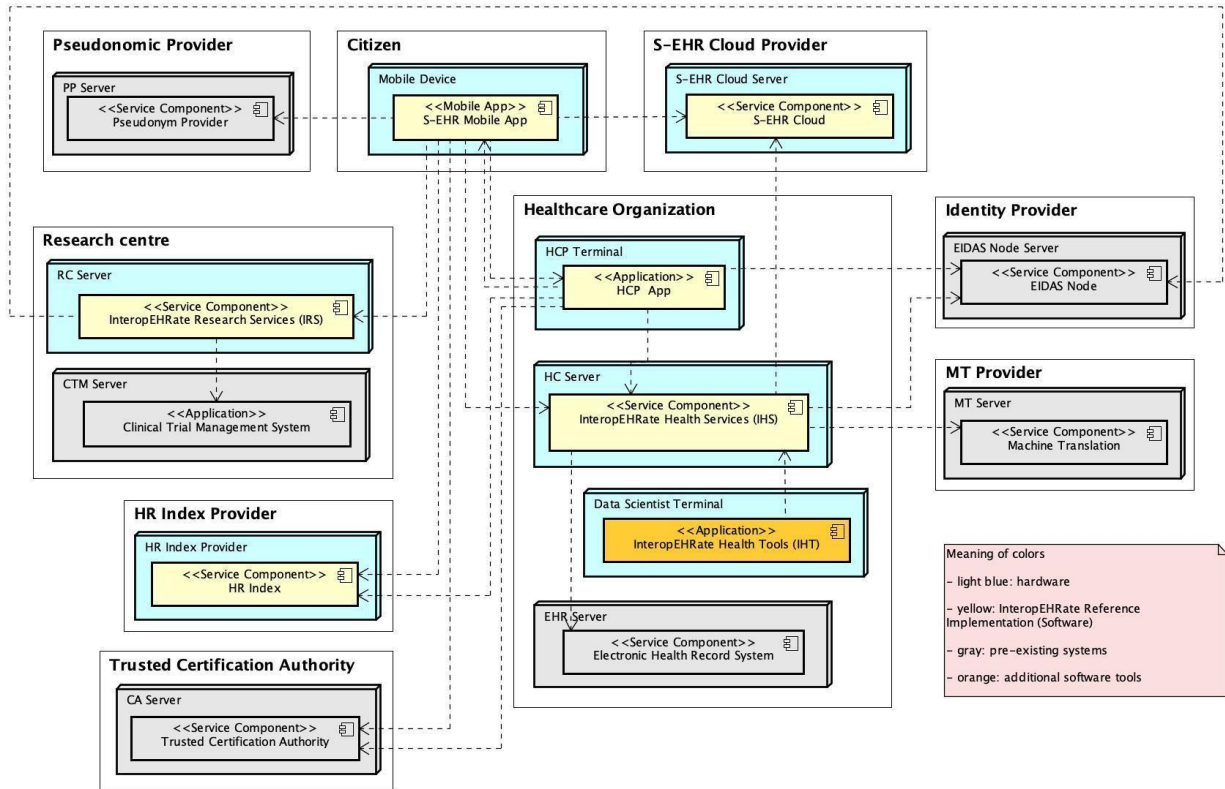 Pseudonomic Provider
PP Server
<<Service Component>>
Pseudonym Provider
Citizen
Mobile Device
<<Mobile App>>
S-EHR Mobile App
S-EHR Cloud Provider
S-EHR Cloud Server
<<Service Component>>
S-EHR Cloud
Research centre
RC Server
<<Service Component>>
InteropEHRate Research Services (IRS)
CTM Server
<<Application>>
Clinical Trial Management System
Healthcare Organization
HCP Terminal
<<Application>>
HCP App
HC Server
<<Service Component>>
InteropEHRate Health Services (IHS)
Data Scientist Terminal
<<Application>>
InteropEHRate Health Tools (IHT)
EHR Server
<<Service Component>>
Electronic Health Record System
Identity Provider
EIDAS Node Server
<<Service Component>>
EIDAS Node
MT Provider
MT Server
<<Service Component>>
Machine Translation
HR Index Provider
HR Index Provider
<<Service Component>>
HR Index
Trusted Certification Authority
CA Server
<<Service Component>>
Trusted Certification Authority
Meaning of colors
- light blue: hardware
- yellow: InteropEHRate Reference
Implementation (Software)
- gray: pre-existing systems
- orange: additional software tools